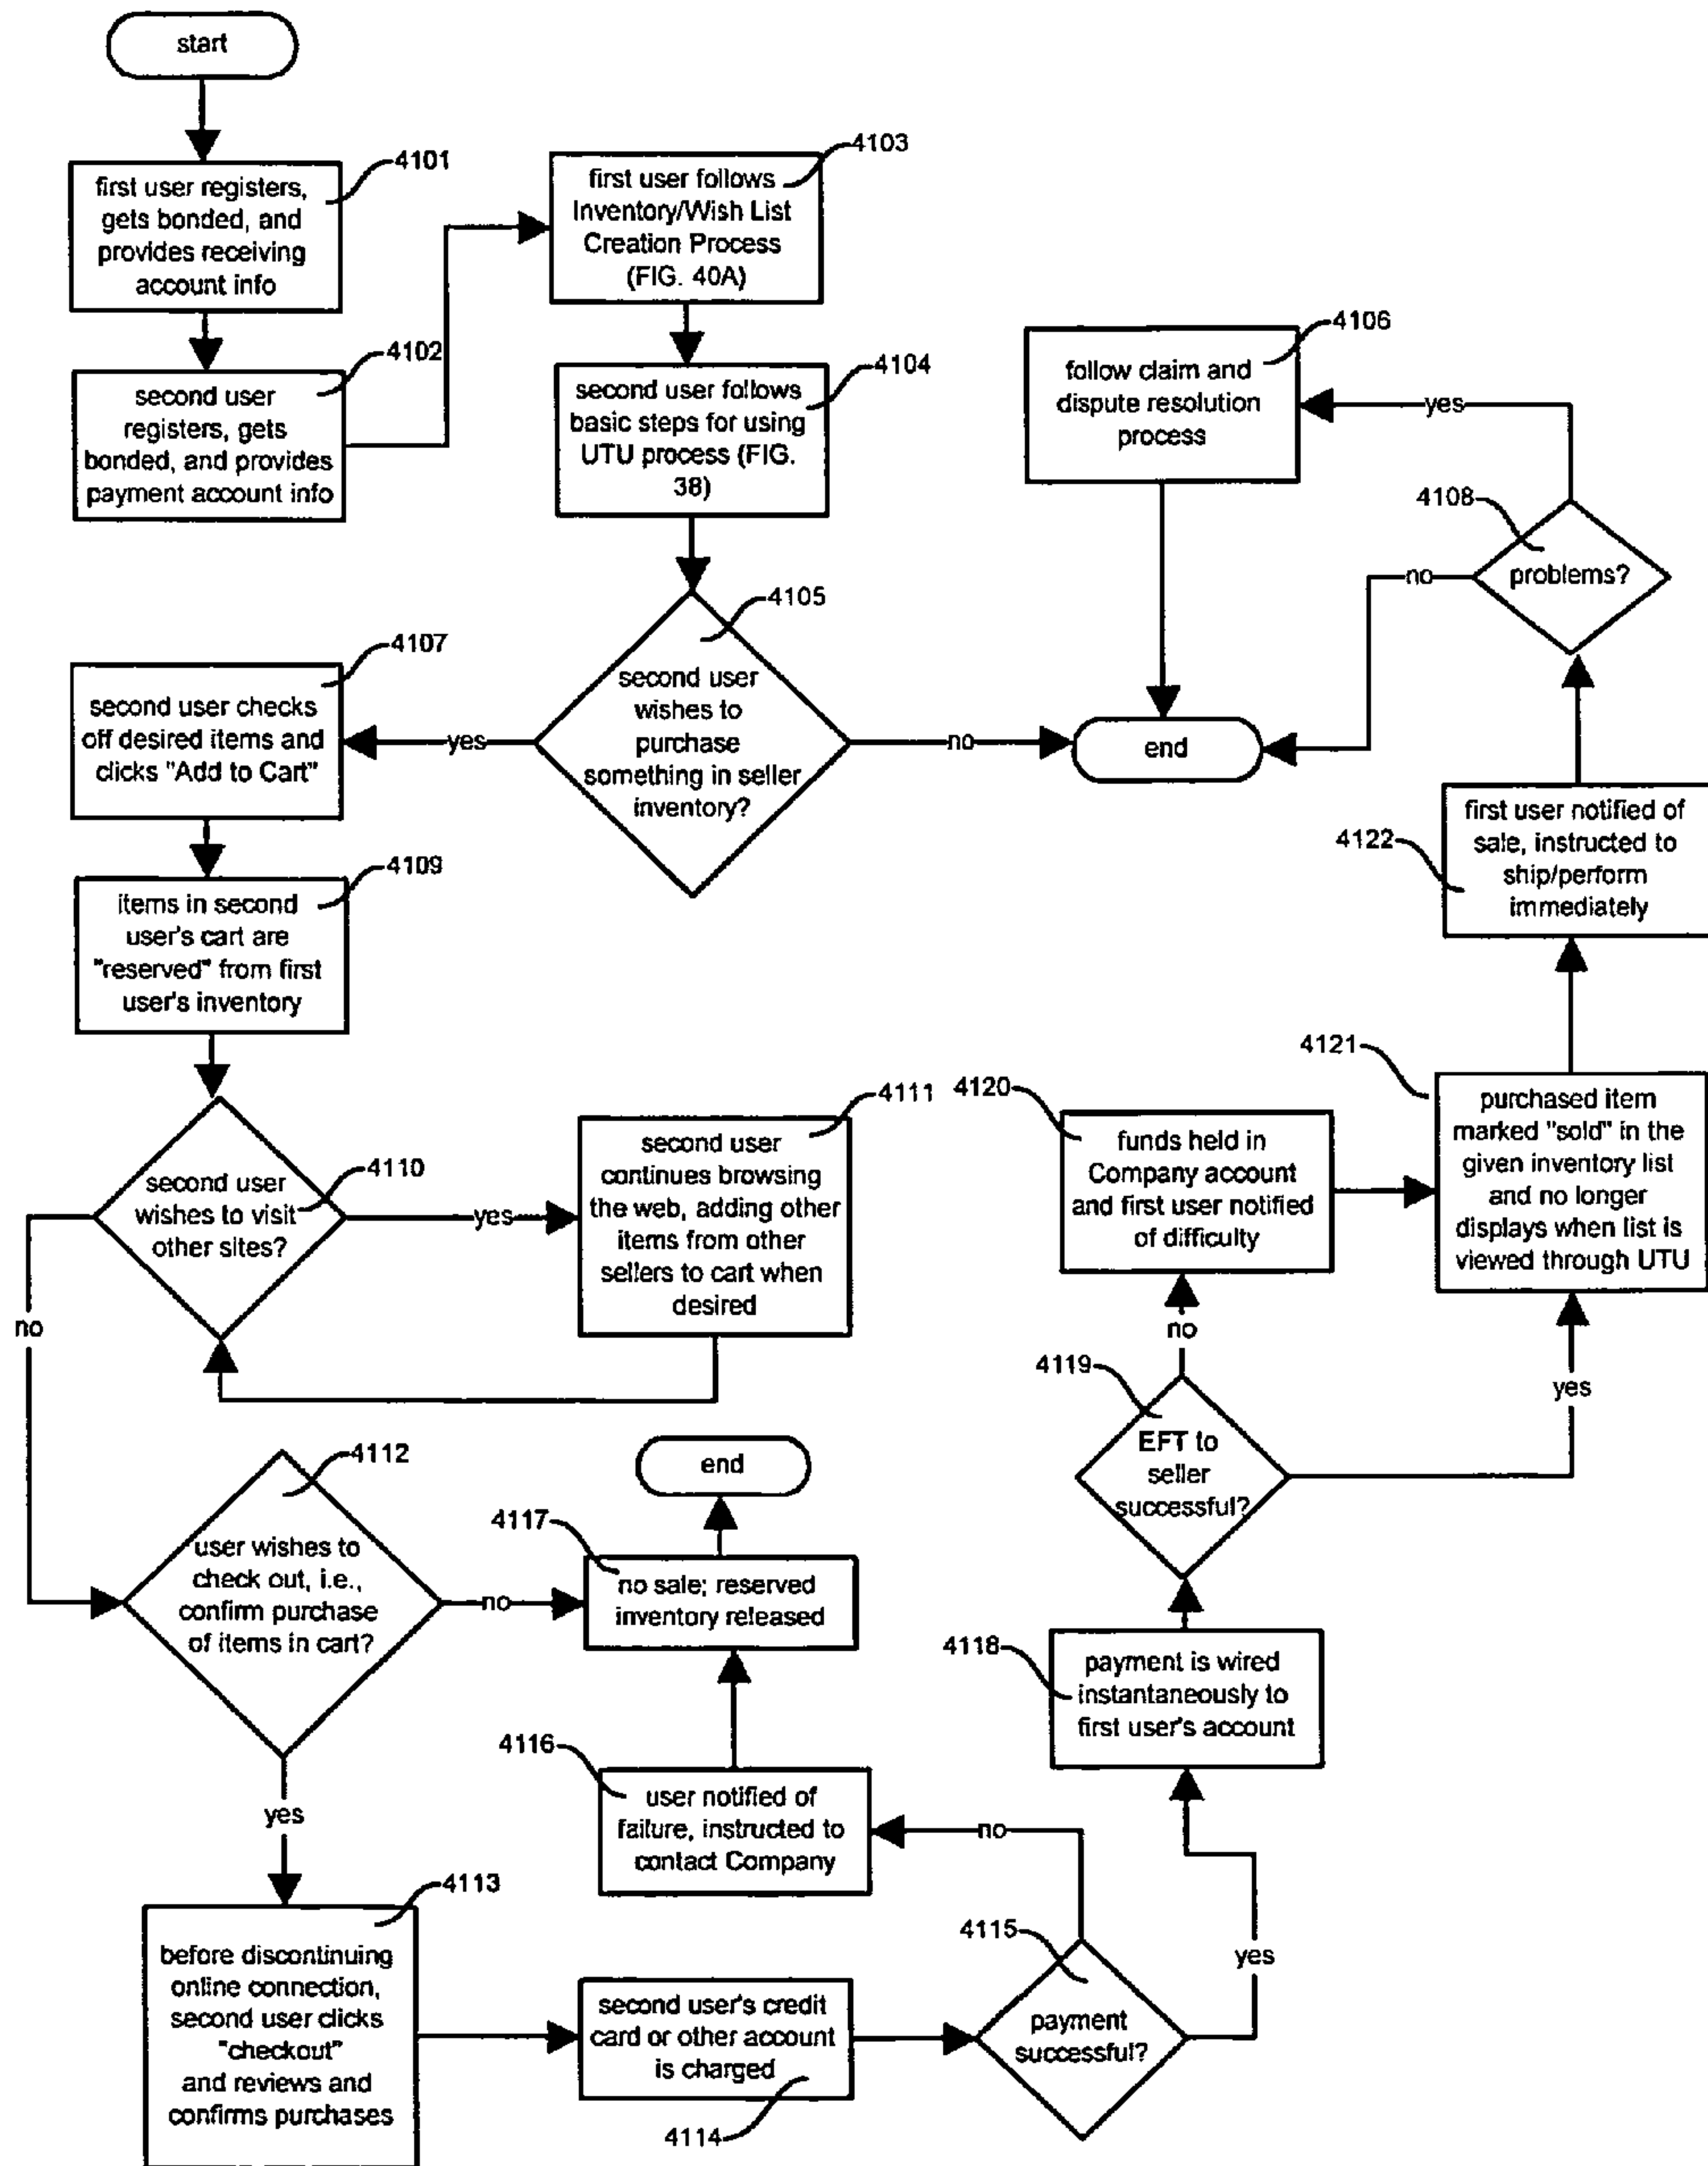 start
4101
first user registers,
gets bonded, and
provides receiving
account info
4102
second user
registers, gets
bonded, and provides
payment account info
4103
first user follows
Inventory/Wish List
Creation Process
(FIG. 40A)
4104
second user follows
basic steps for using
UTU process (FIG.
38)
4105
second user
wishes to
purchase
something in seller
inventory?
yes
no
4106
follow claim and
dispute resolution
process
yes
4108
problems?
no
end
4107
second user checks
off desired items and
clicks "Add to Cart"
4109
items in second
user's cart are
"reserved" from first
user's inventory
4110
second user
wishes to visit
other sites?
yes
no
4111
second user
continues browsing
the web, adding other
items from other
sellers to cart when
desired
4112
user wishes to
check out, i.e.,
confirm purchase
of items in cart?
no
yes
4113
before discontinuing
online connection,
second user clicks
"checkout"
and reviews and
confirms purchases
second user's credit
card or other account
is charged
4114
4115
payment
successful?
no
yes
4116
user notified of
failure, instructed to
contact Company
4117
no sale; reserved
inventory released
end
4118
payment is wired
instantaneously to
first user's account
4119
EFT to
seller
successful?
no
yes
4120
funds held in
Company account
and first user notified
of difficulty
4121
purchased item
marked "sold" in the
given inventory list
and no longer
displays when list is
viewed through UTU
4122
first user notified of
sale, instructed to
ship/perform
immediately